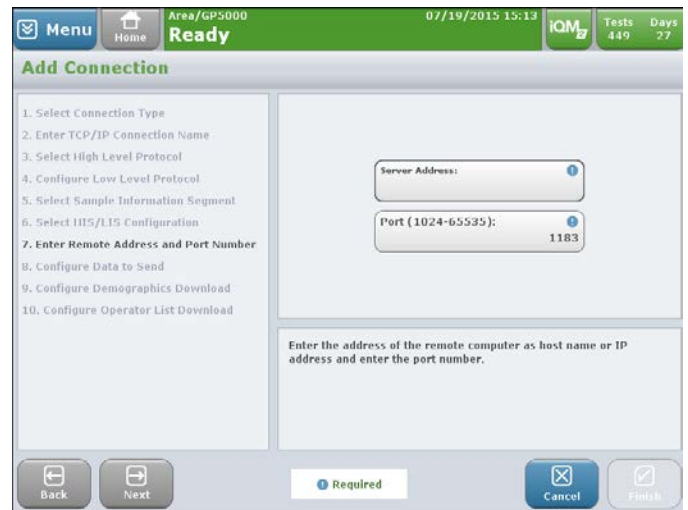 Menu
Home
Area/GP5000
07/19/2015 15:13
Ready
iQM2
Tests Days
449 27
Add Connection
1. Select Connection Type
2. Enter TCP/IP Connection Name
3. Select High Level Protocol
4. Configure Low Level Protocol
5. Select Sample Information Segment
6. Select HIS/LIS Configuration
7. Enter Remote Address and Port Number
8. Configure Data to Send
9. Configure Demographics Download
10. Configure Operator List Download
Server Address:
Port (1024-65535):
1183
Enter the address of the remote computer as host name or IP
address and enter the port number.
Back
Next
Required
Cancel
Finish